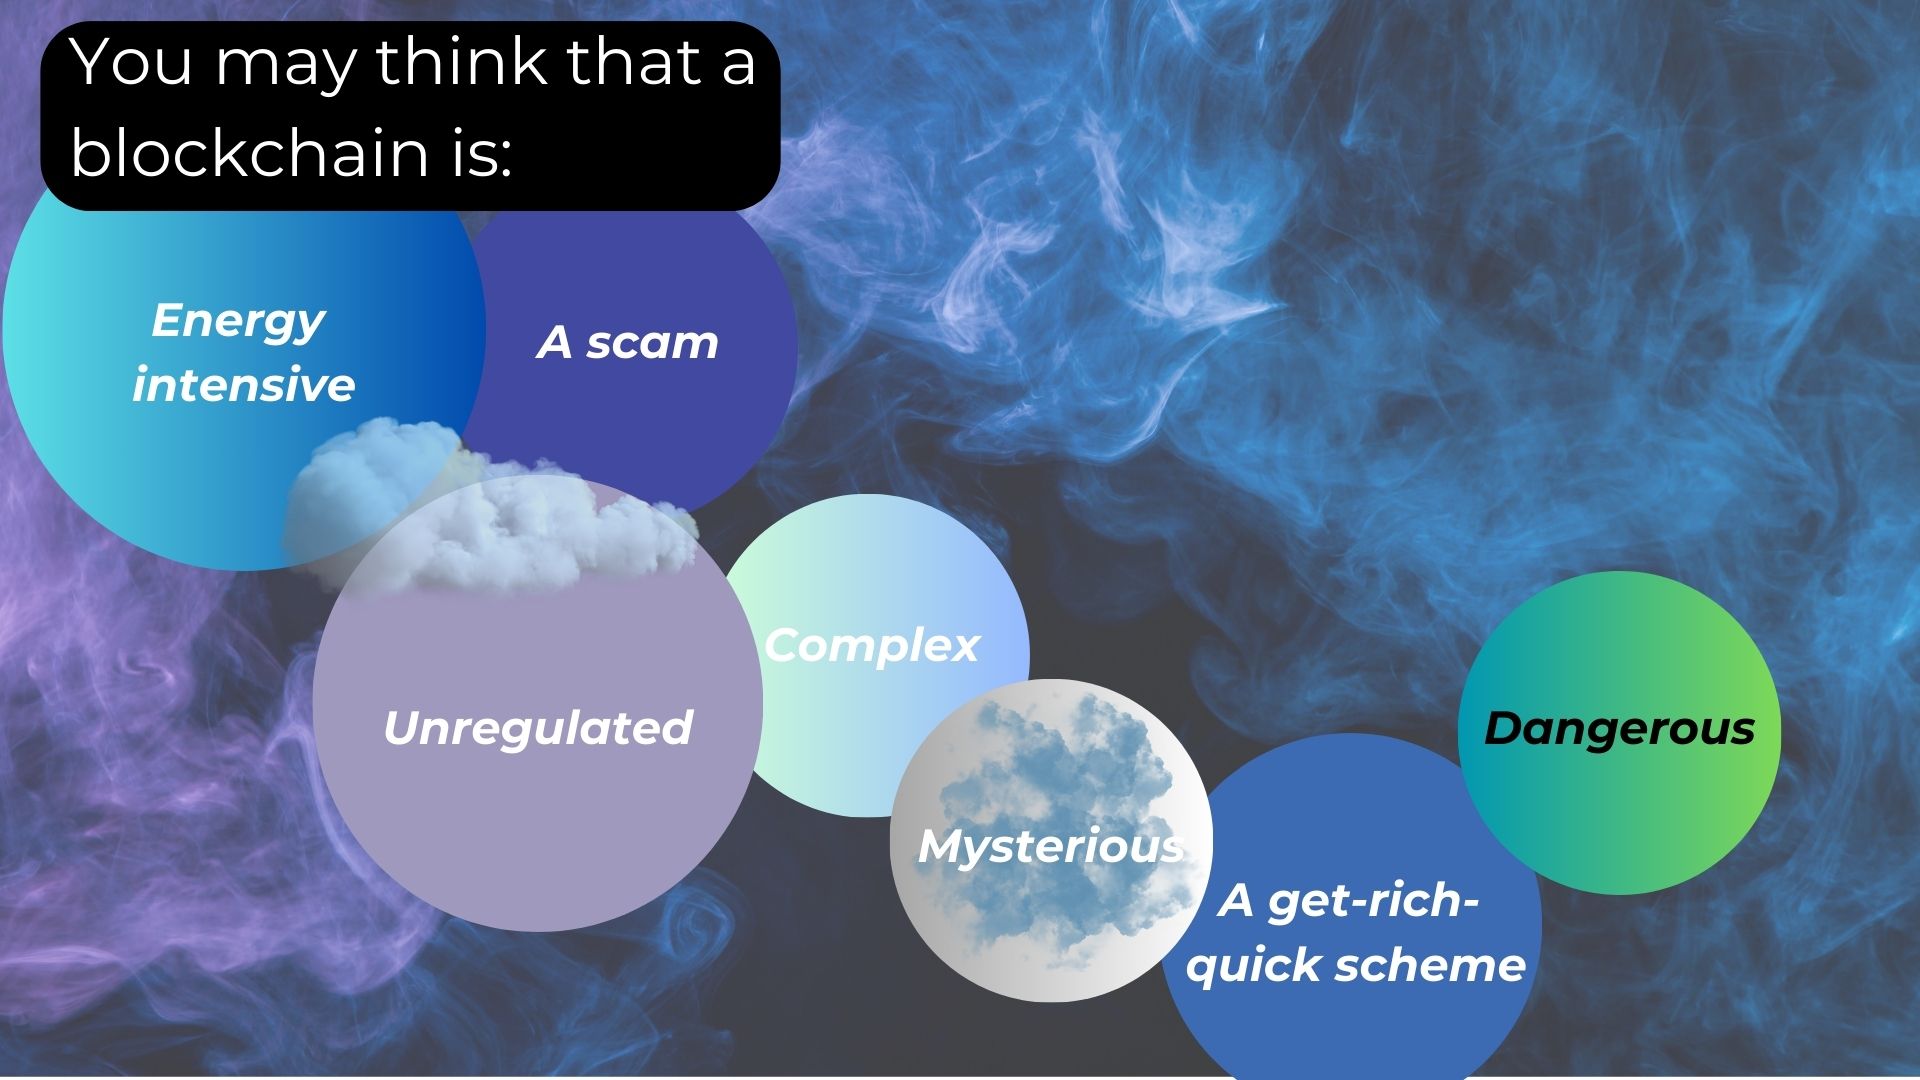 You may think that a
blockchain is:
Energy
intensive
A scam
Unregulated
Complex
Mysterious
A get-rich-
quick scheme
Dangerous